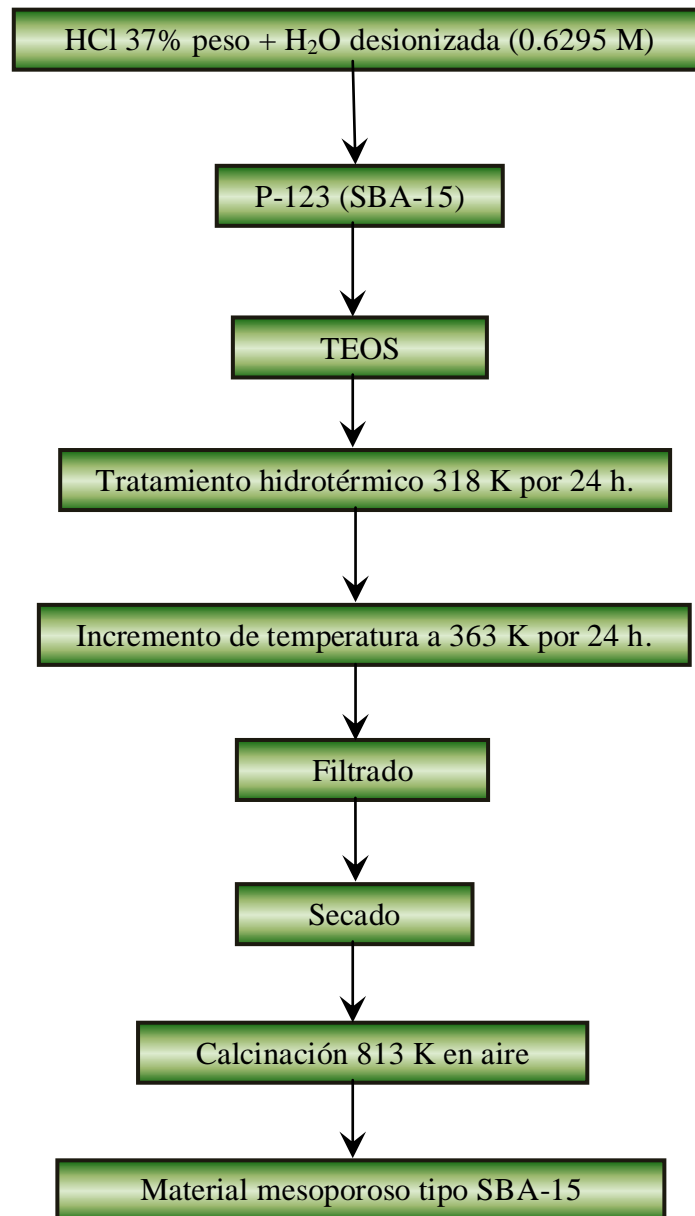 HCl 37% peso + H₂O desionizada (0.6295 M)
P-123 (SBA-15)
TEOS
Tratamiento hidrotérmico 318 K por 24 h.
Incremento de temperatura a 363 K por 24 h.
Filtrado
Secado
Calcinación 813 K en aire
Material mesoporoso tipo SBA-15